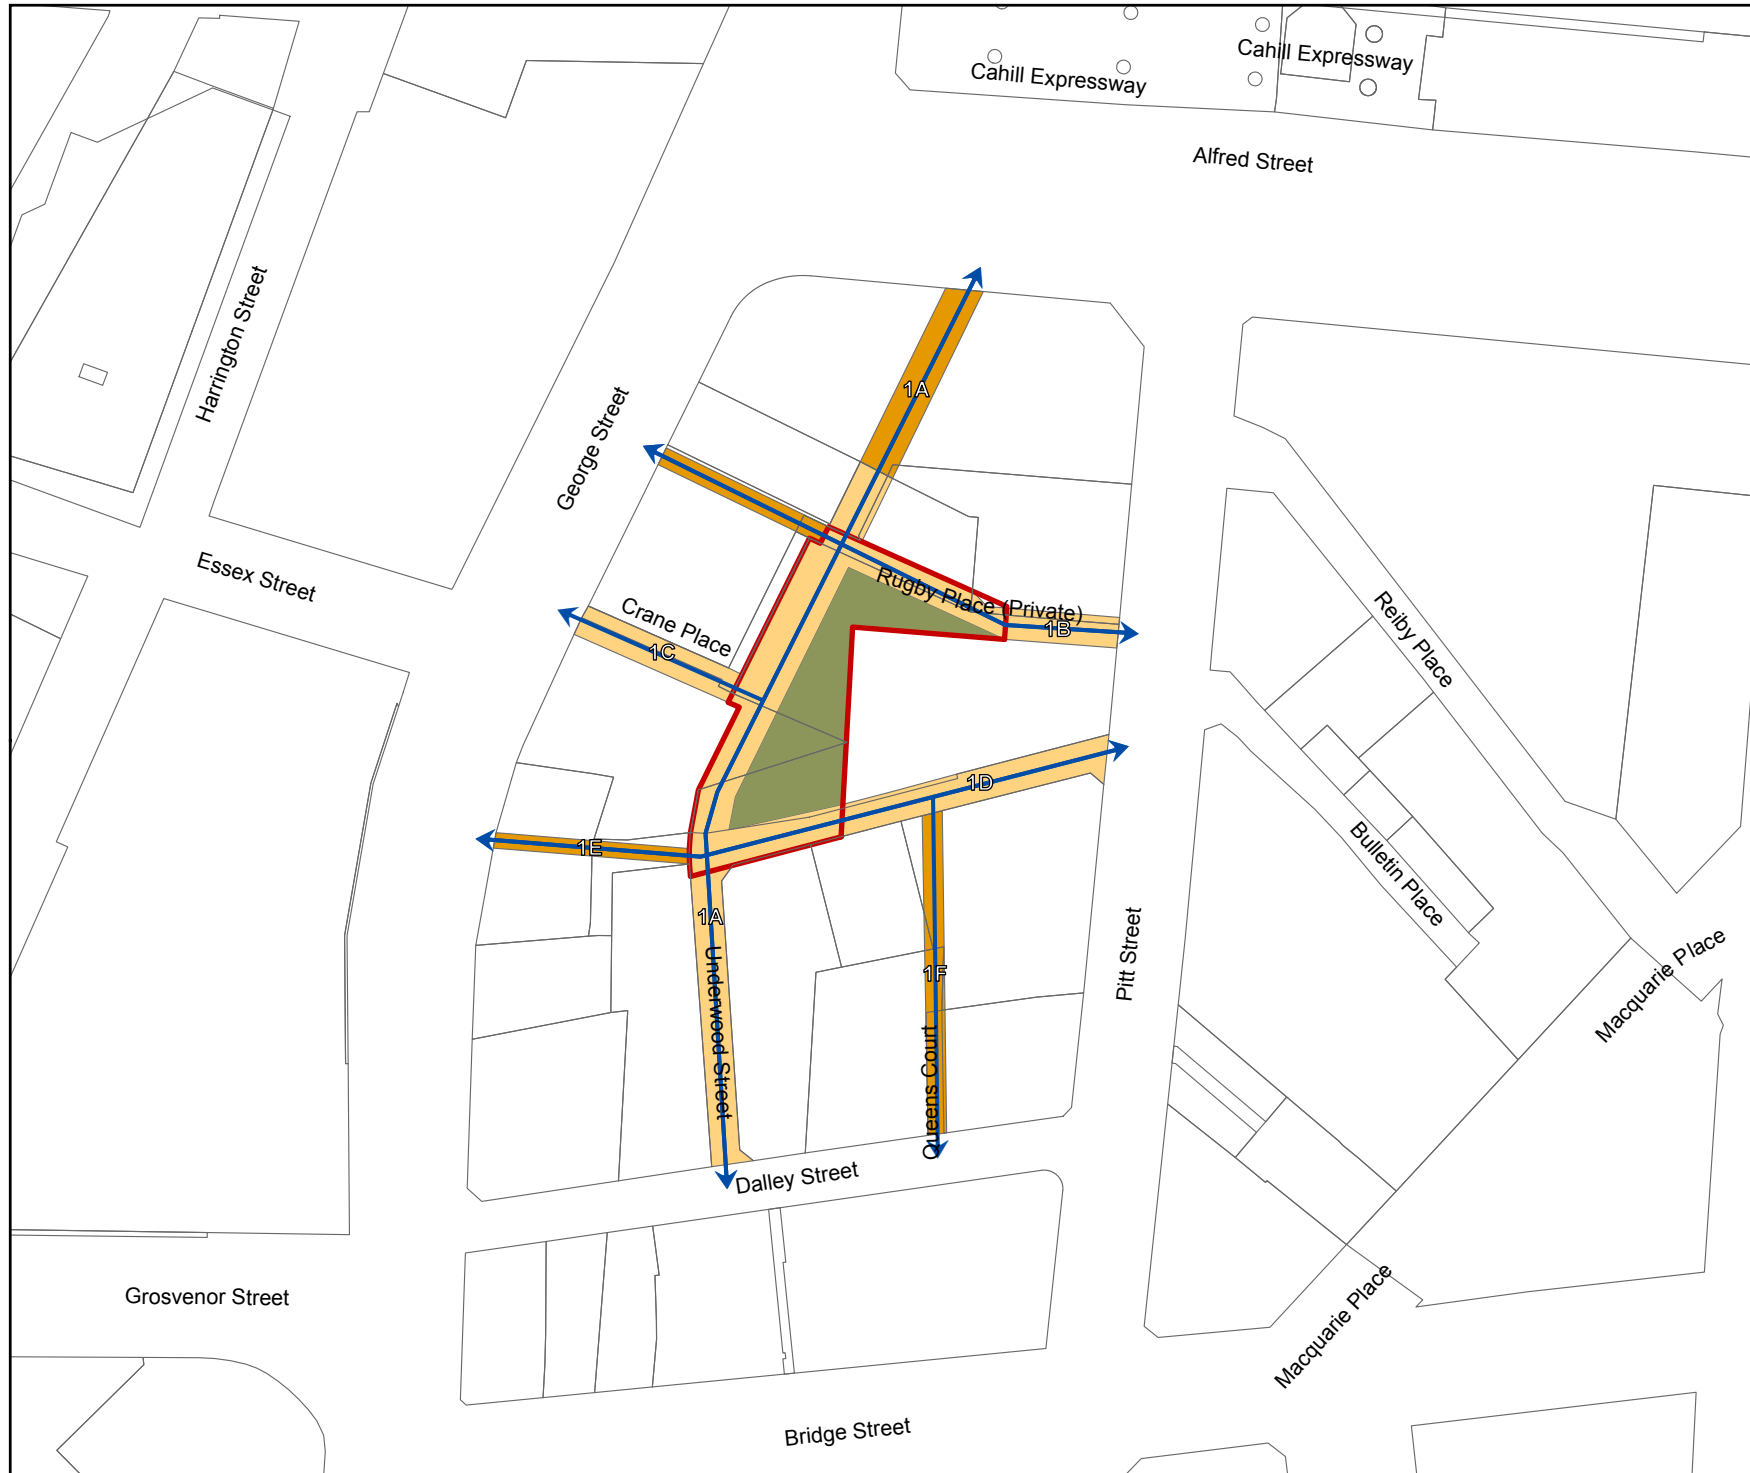 Cahill Expressway
Cahill Expressway
Alfred Street
Harrington Street
1A
George Street
Essex Street
Rugby Place (Private)
Crane Place
1B
1C
Reiby Place
1D
1E
Bulletin Place
1A
Underwood Street
1F
Pitt Street
Macquarie Place
Queens Court
Dalley Street
Grosvenor Street
Macquarie Place
Bridge Street